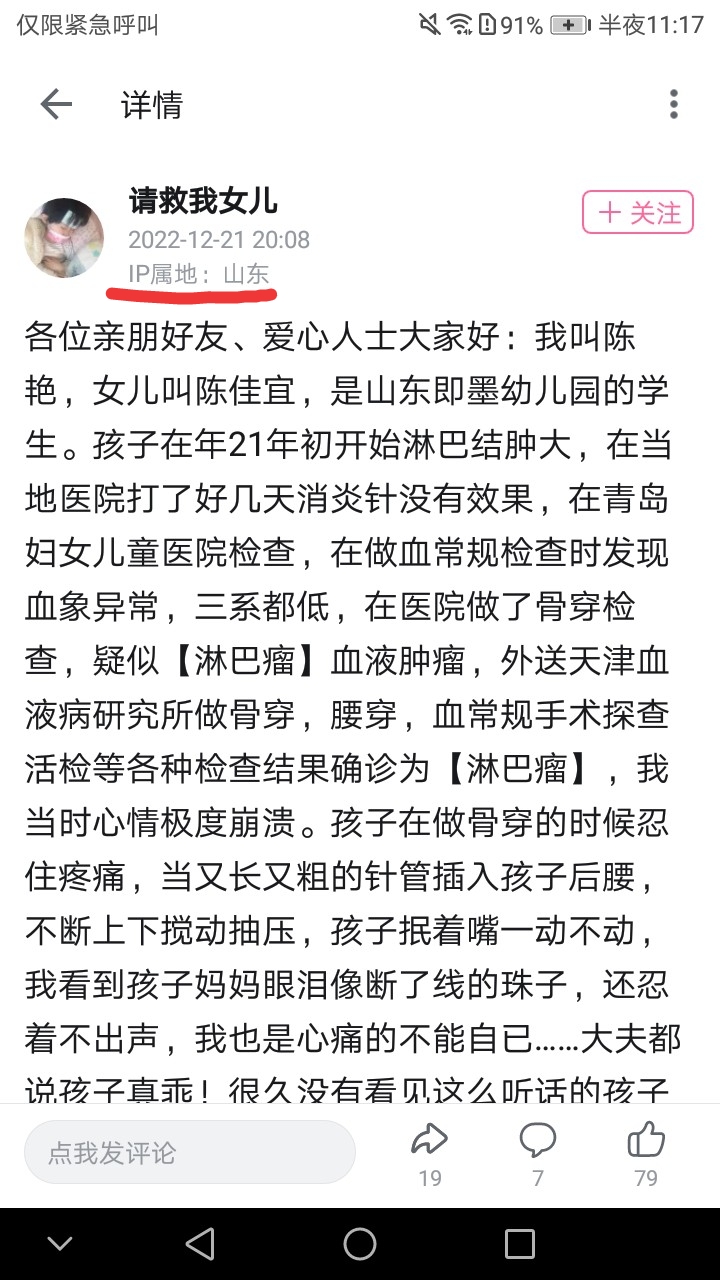 仅限紧急呼叫 91% 半夜11:17
详情
请救我女儿
2022-12-21 20:08
IP属地：山东
+ 关注
各位亲朋好友、爱心人士大家好：我叫陈
艳，女儿叫陈佳宜，是山东即墨幼儿园的学
生。孩子在年21年初开始淋巴结肿大，在当
地医院打了好几天消炎针没有效果，在青岛
妇女儿童医院检查，在做血常规检查时发现
血象异常，三系都低，在医院做了骨穿检
查，疑似【淋巴瘤】血液肿瘤，外送天津血
液病研究所做骨穿，腰穿，血常规手术探查
活检等各种检查结果确诊为【淋巴瘤】，我
当时心情极度崩溃。孩子在做骨穿的时候忍
住疼痛，当又长又粗的针管插入孩子后腰，
不断上下搅动抽压，孩子抿着嘴一动不动，
我看到孩子妈妈眼泪像断了线的珠子，还忍
着不出声，我也是心痛的不能自已……大夫都
说孩子真乖！很久没有看见这么听话的孩子
点我发评论
19 7 79